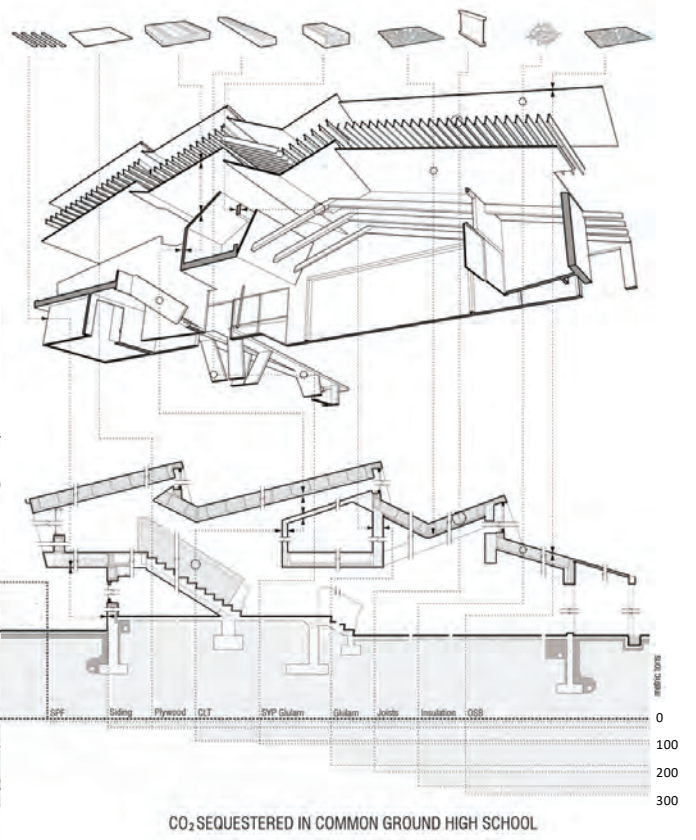 metric tons
SPF Siding Plywood CLT SYP Glulam Glulam Joists Insulation OSB
0
100
200
300
CO₂ SEQUESTERED IN COMMON GROUND HIGH SCHOOL